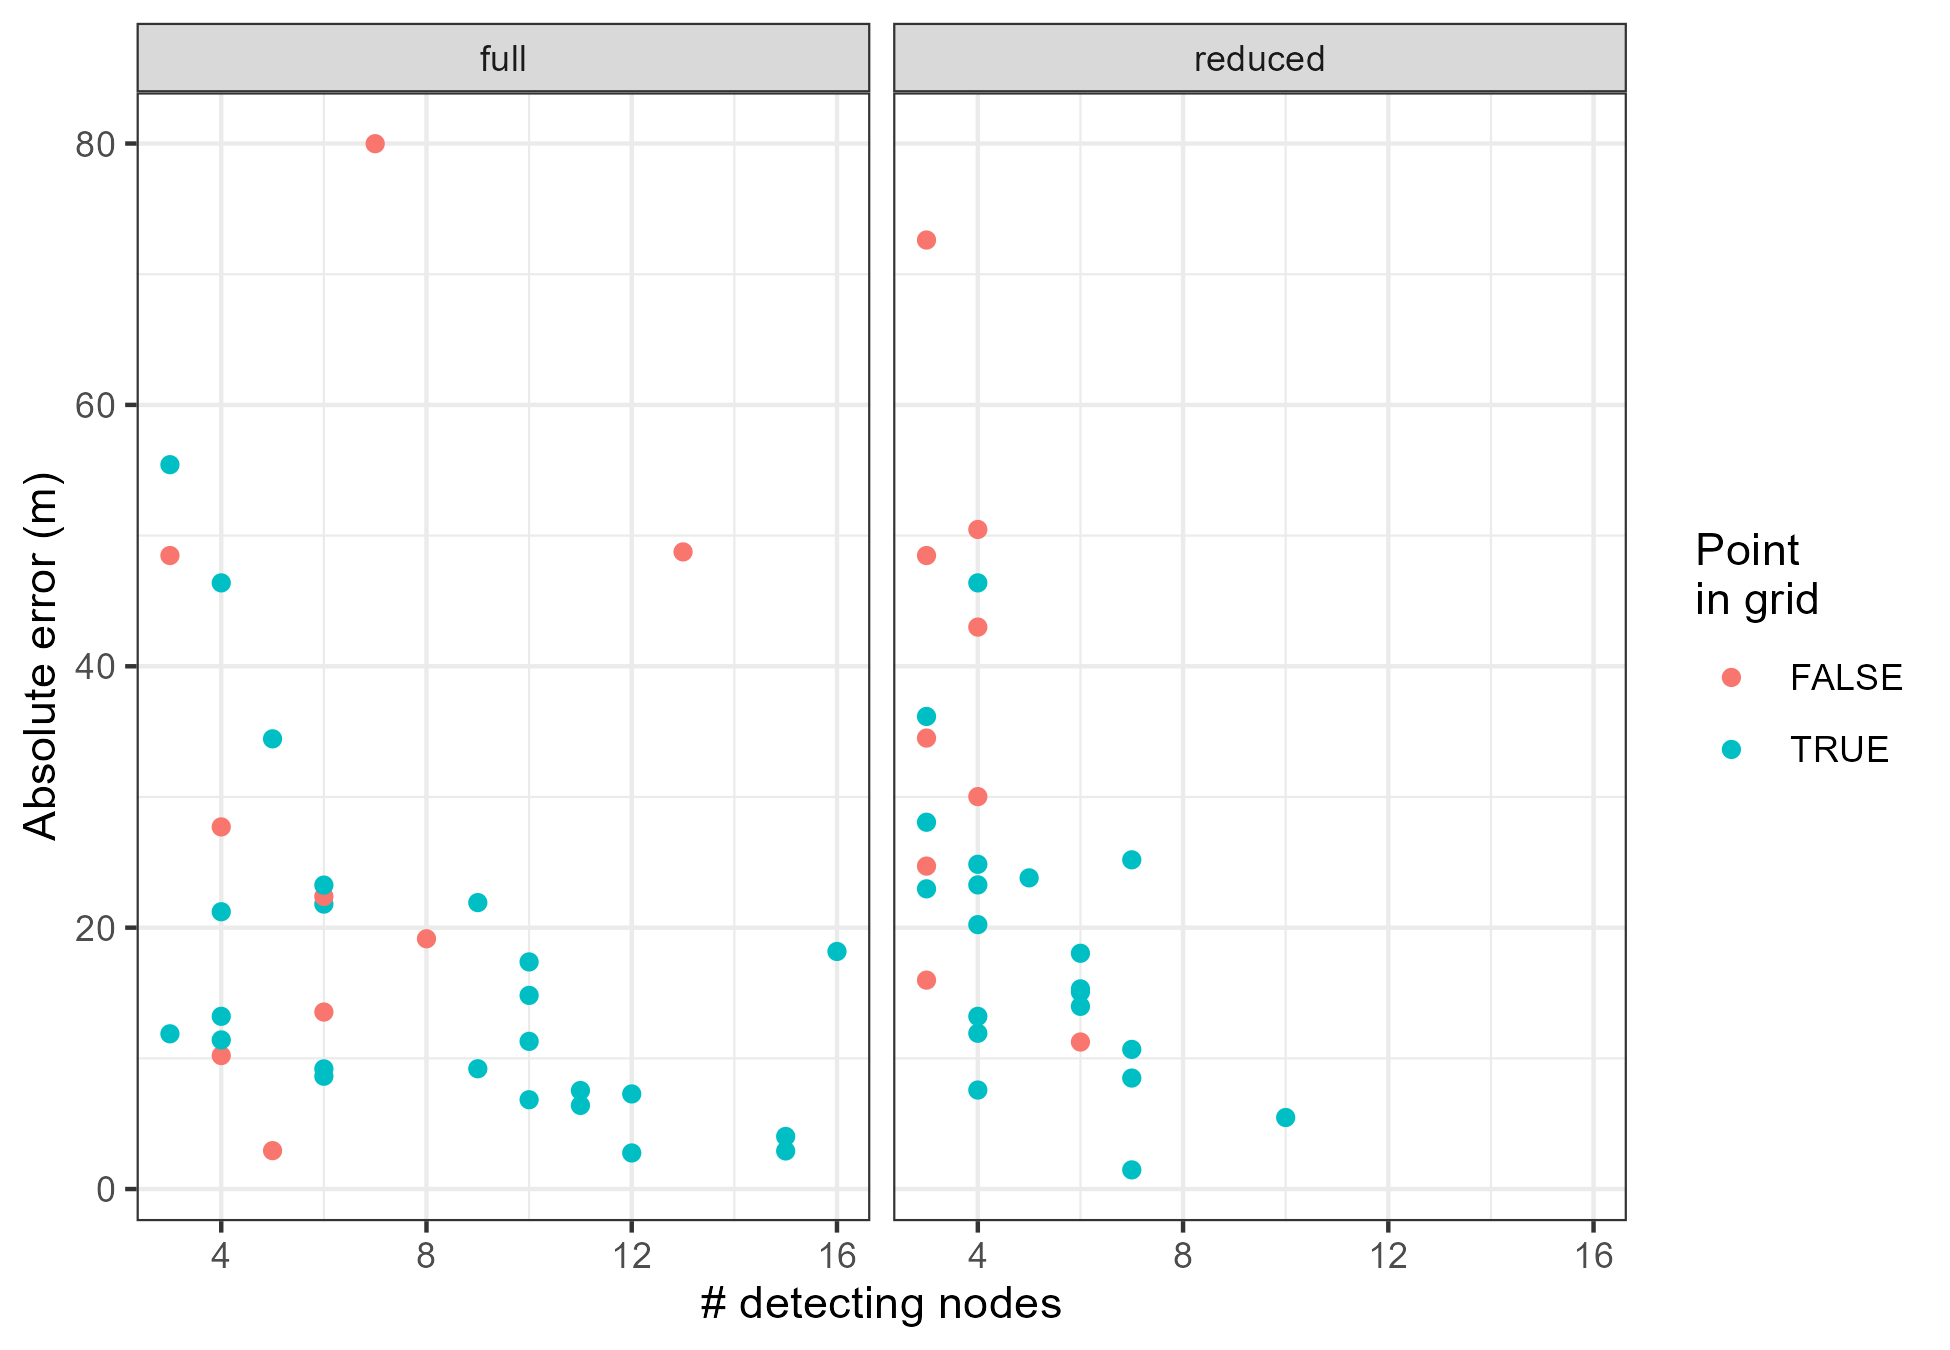 full
reduced
80
60
40
20
0
Absolute error (m)
4
8
12
16
4
8
12
16
# detecting nodes
Point
in grid
FALSE
TRUE